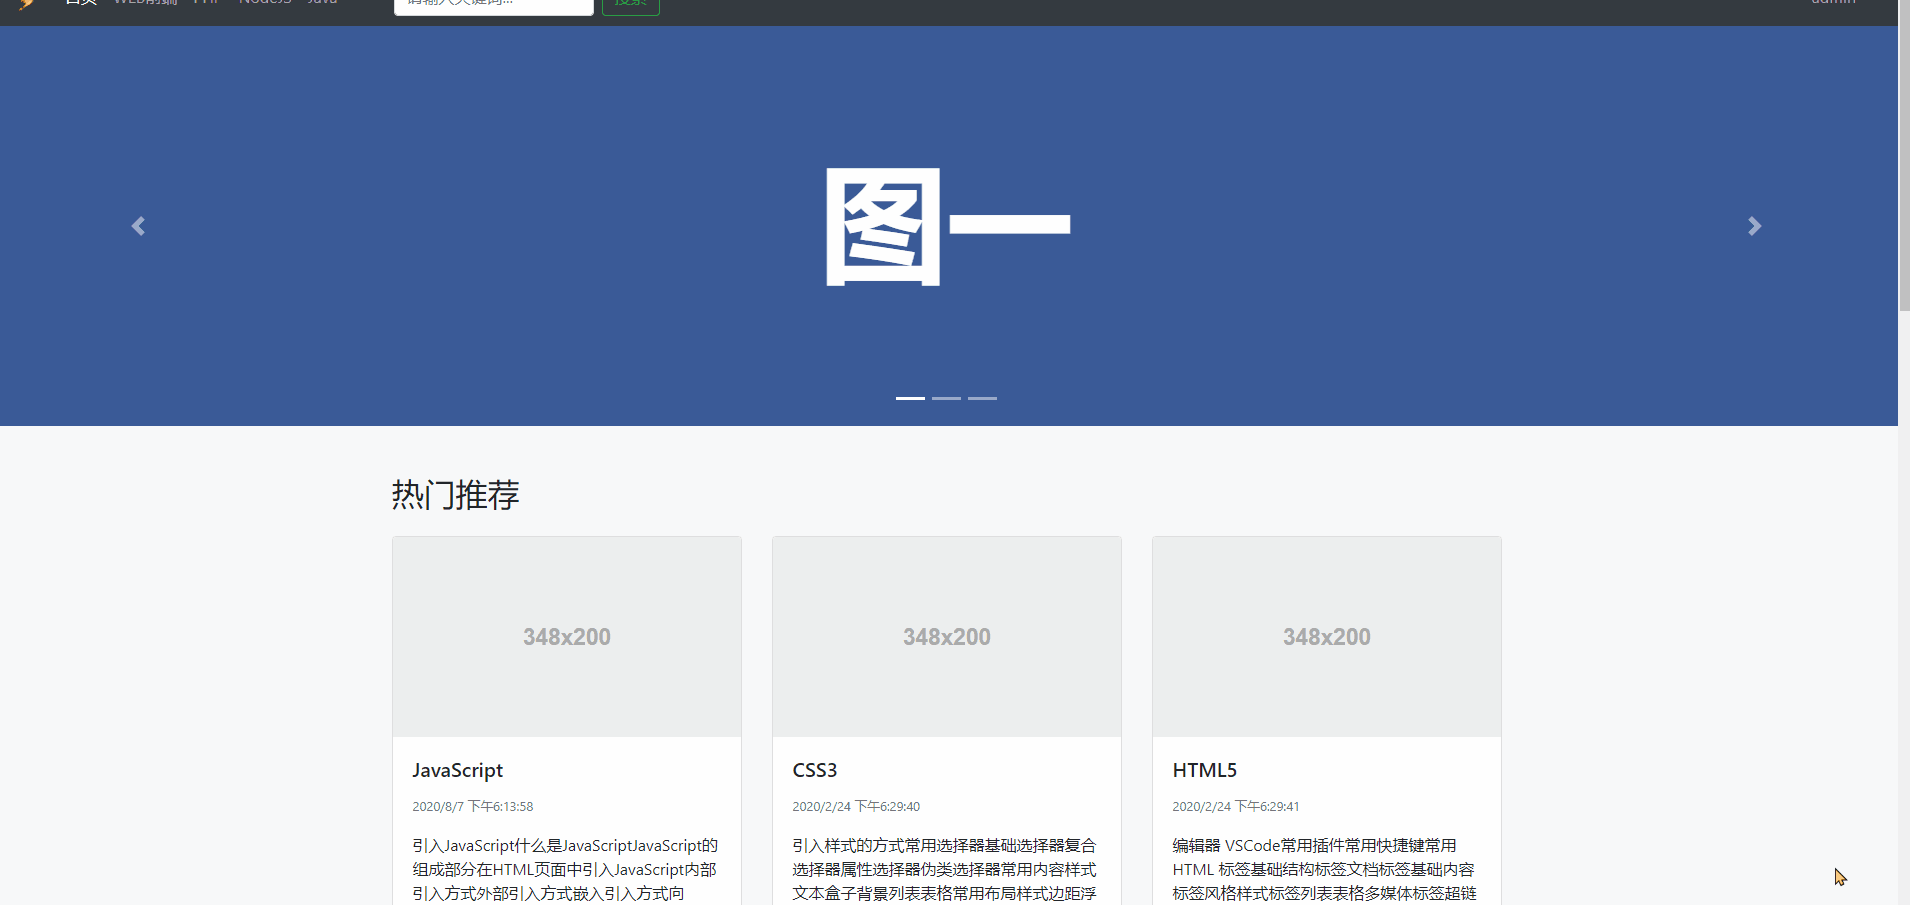 首页 WEB前端 PHP NodeJS Java 请输入关键词... 搜索 admin
图一
热门推荐
348x200 348x200 348x200
JavaScript CSS3 HTML5
2020/8/7 下午6:13:58 2020/2/24 下午6:29:40 2020/2/24 下午6:29:41
引入JavaScript什么是JavaScriptJavaScript的
组成部分在HTML页面中引入JavaScript内部
引入方式外部引入方式嵌入引入方式向
引入样式的方式常用选择器基础选择器复合
选择器属性选择器伪类选择器常用内容样式
文本盒子背景列表表格常用布局样式边距浮
编辑器 VSCode常用插件常用快捷键常用
HTML 标签基础结构标签文档标签基础内容
标签风格样式标签列表表格多媒体标签超链